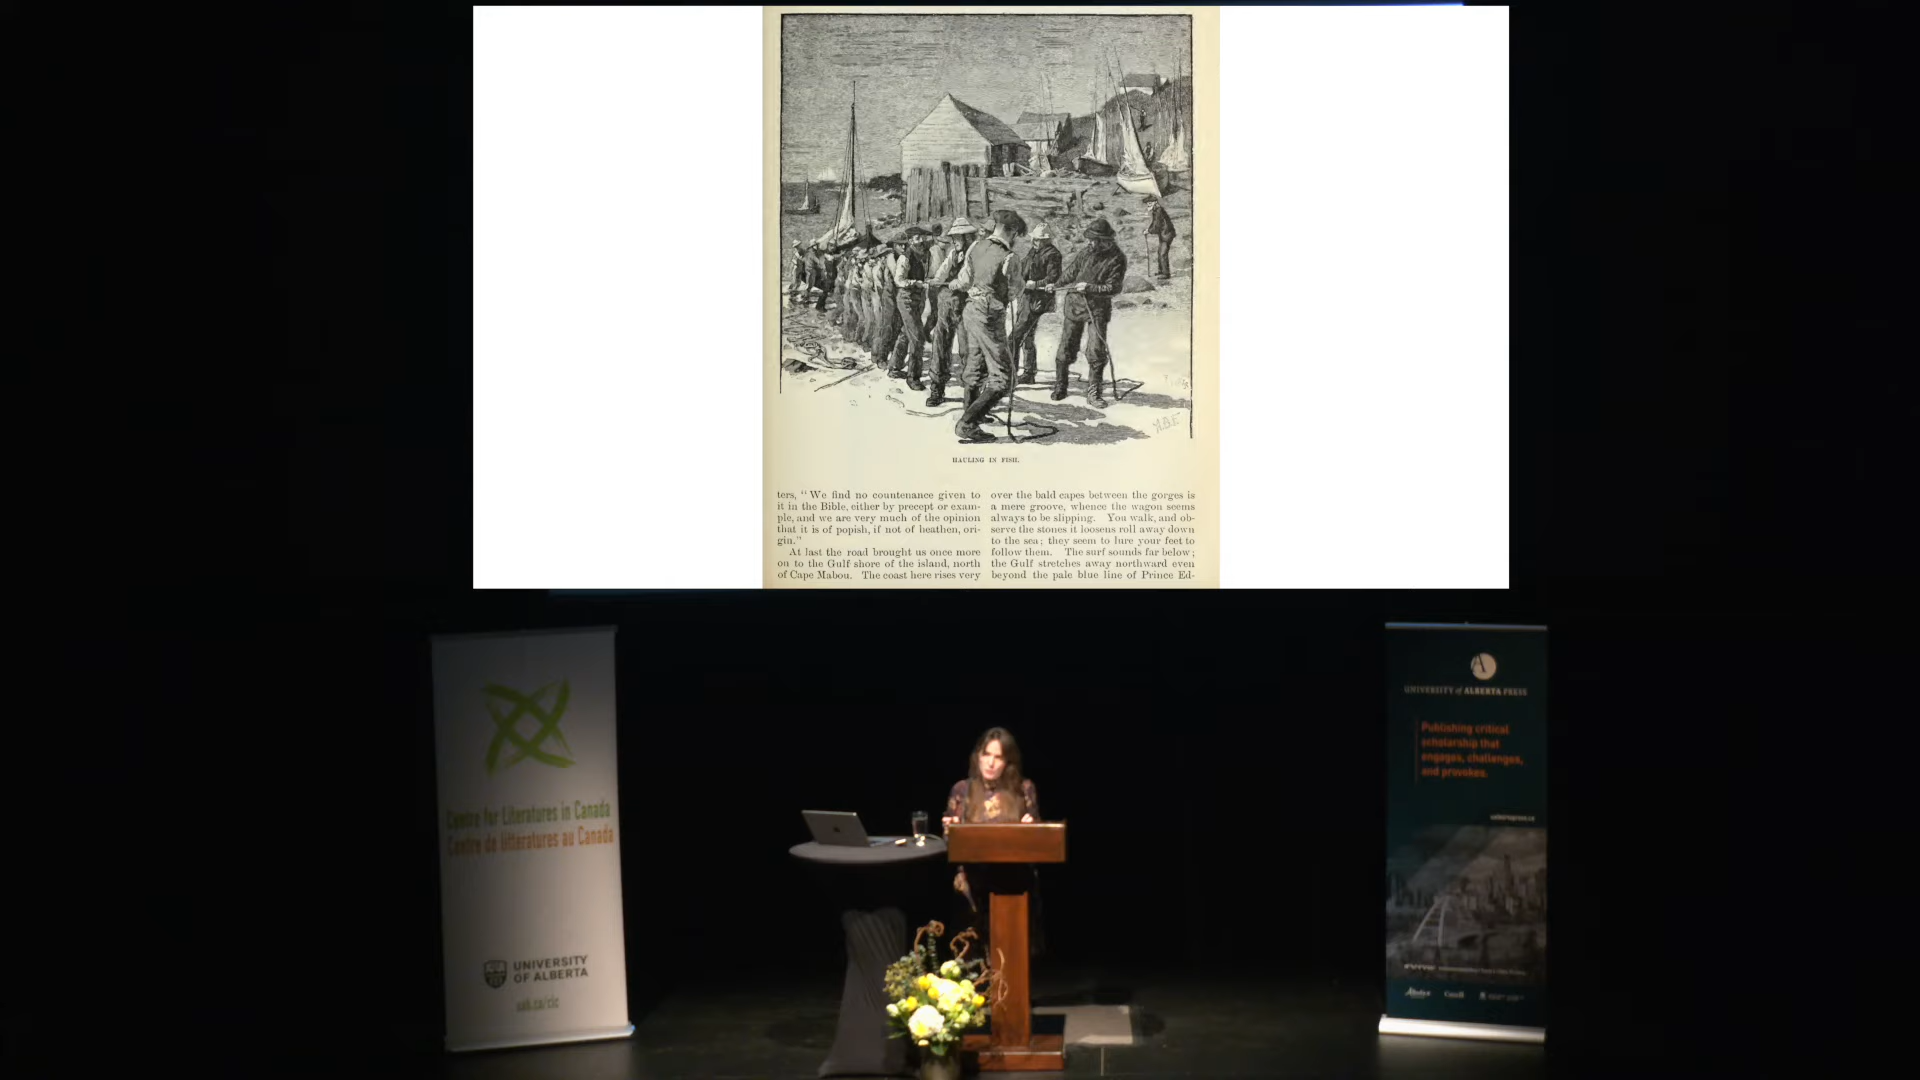 HAULING IN FISH.
ters, "We find no countenance given to
it in the Bible, either by precept or exam-
ple, and we are very much of the opinion
that it is of popish, if not of heathen, ori-
gin."
At last the road brought us once more
on to the Gulf shore of the island, north
of Cape Mabou. The coast here rises very
over the bald capes between the gorges is
a mere groove, whence the wagon seems
always to be slipping. You walk, and ob-
serve the stones it loosens roll away down
to the sea; they seem to lure your feet to
follow them. The surf sounds far below;
the Gulf stretches away northward even
beyond the pale blue line of Prince Ed-
Centre for Literatures in Canada
Centre de littératures au Canada
UNIVERSITY
OF ALBERTA
uab.ca/clc
A
UNIVERSITY of ALBERTA PRESS
Publishing critical
scholarship that
engages, challenges,
and provokes.
Alberta
Canada